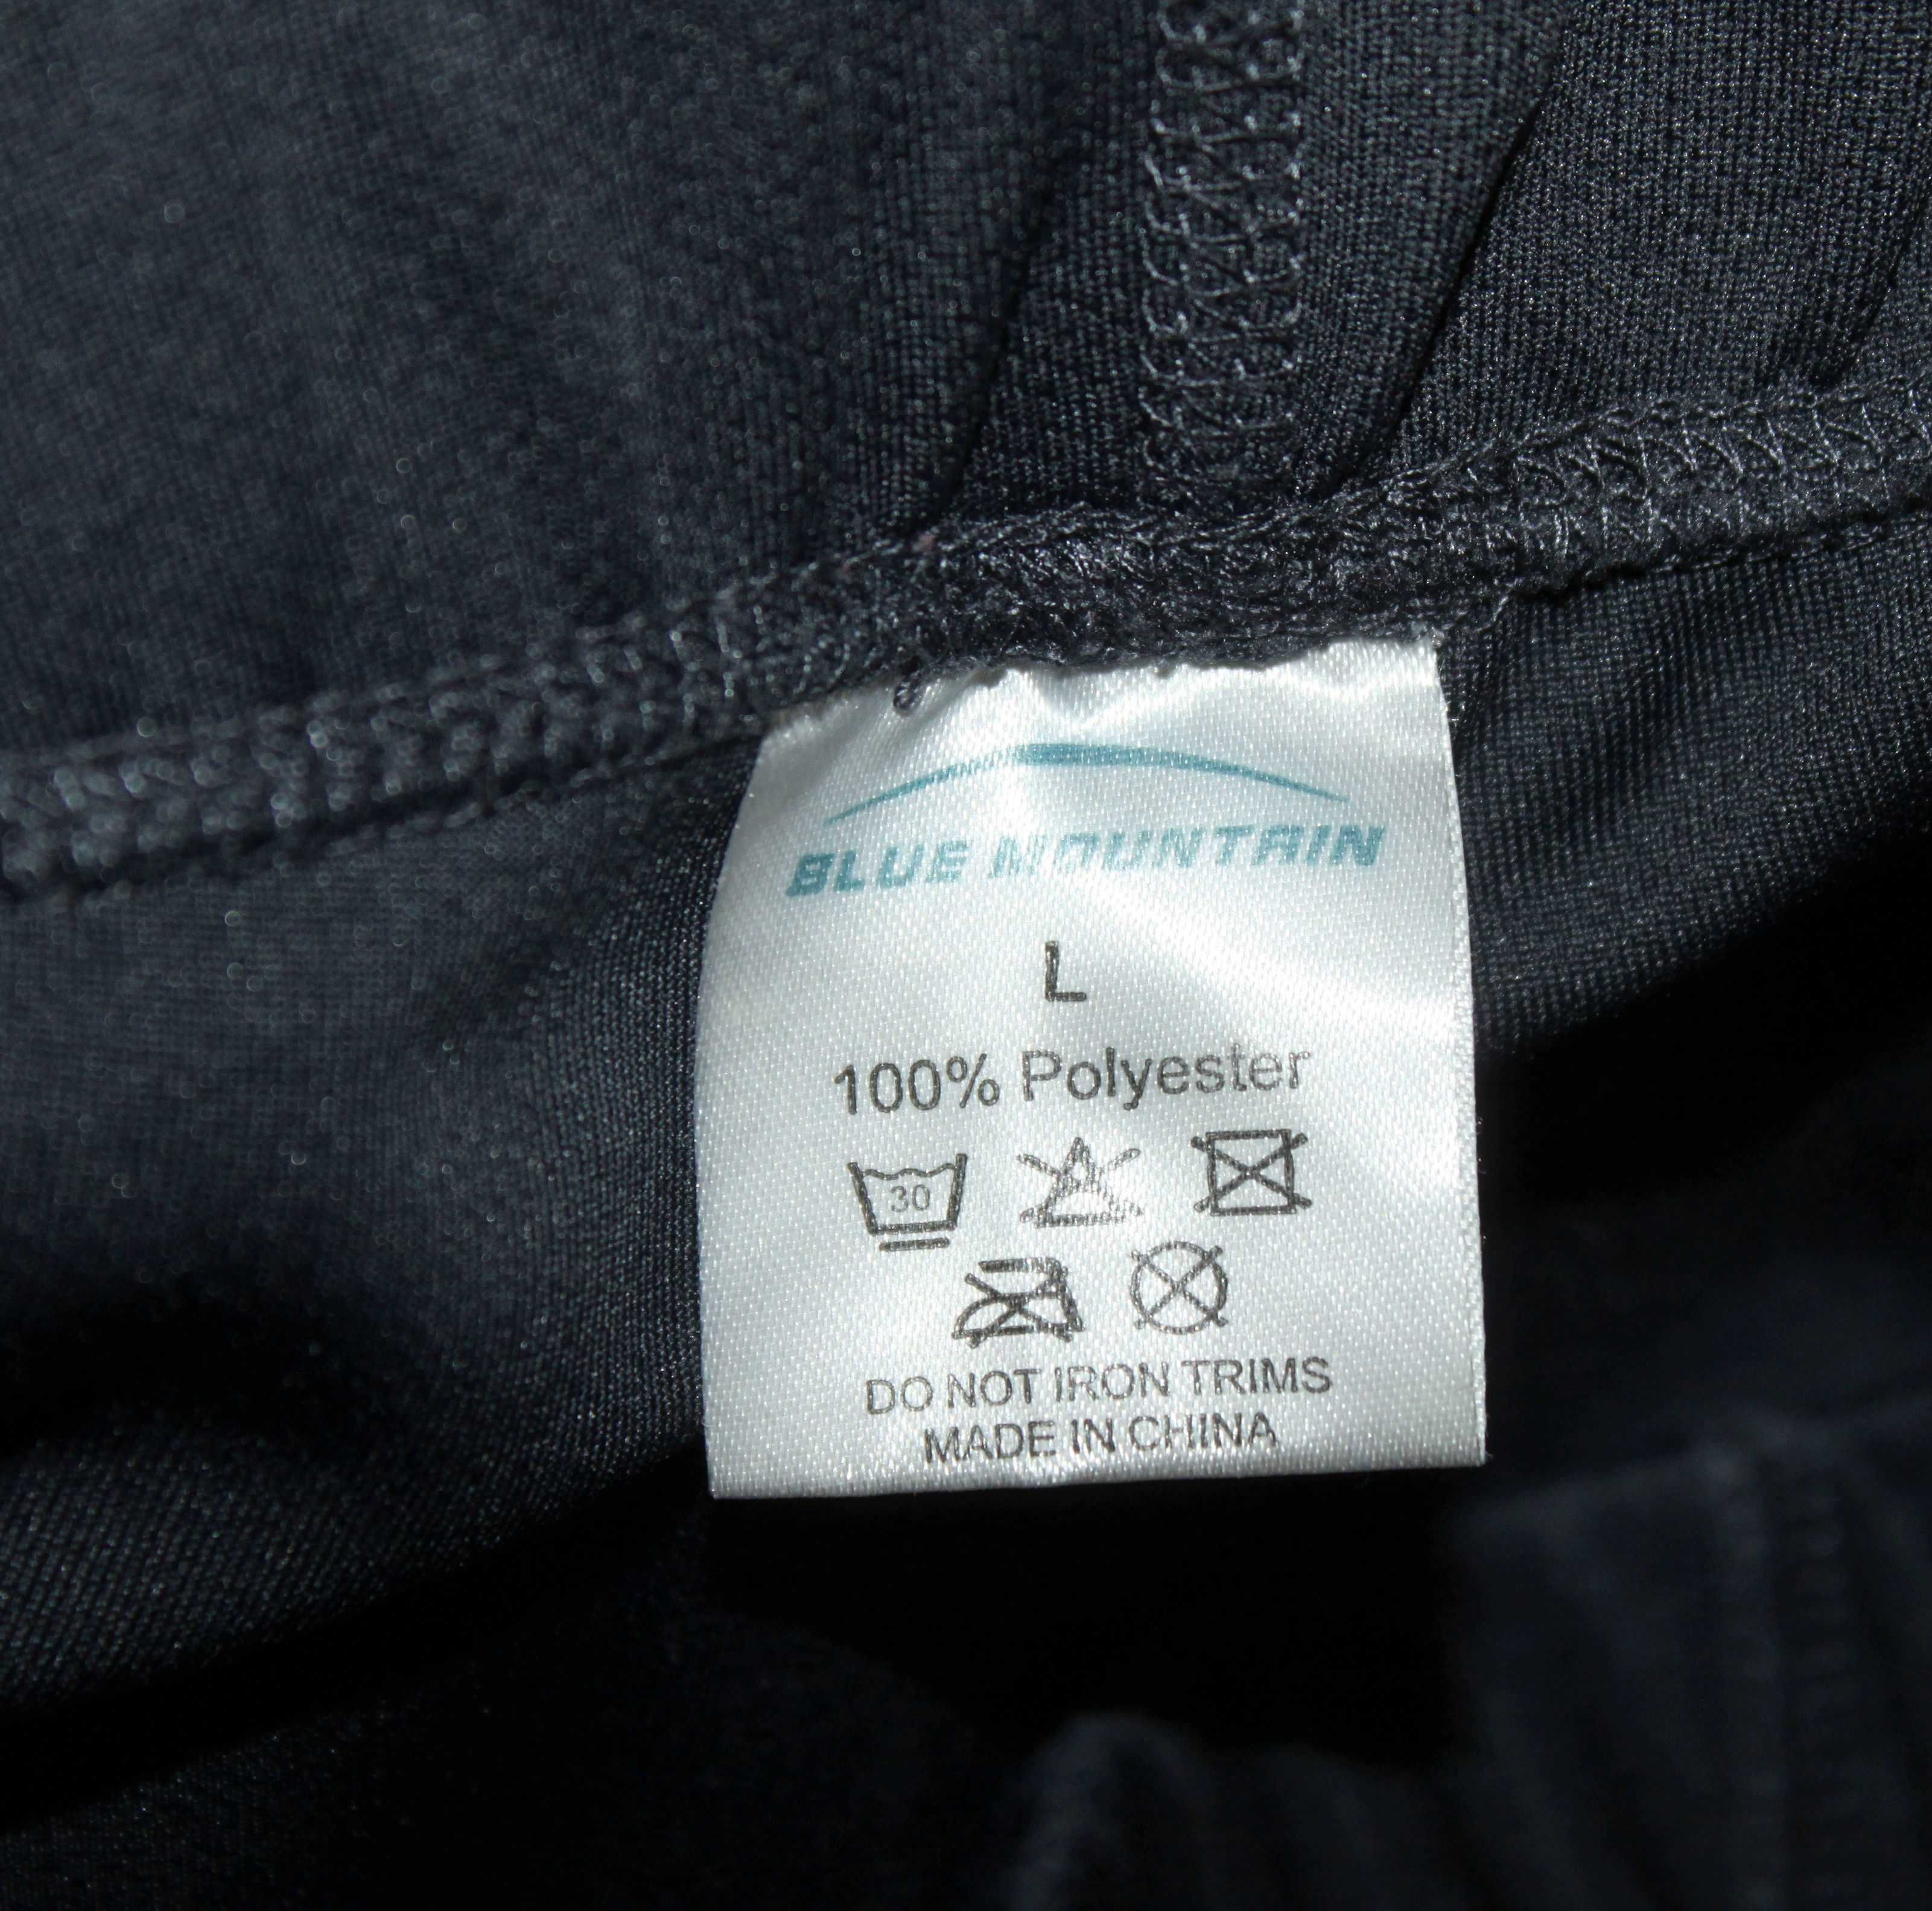 BLUE MOUNTAIN
L
100% Polyester
30
DO NOT IRON TRIMS
MADE IN CHINA